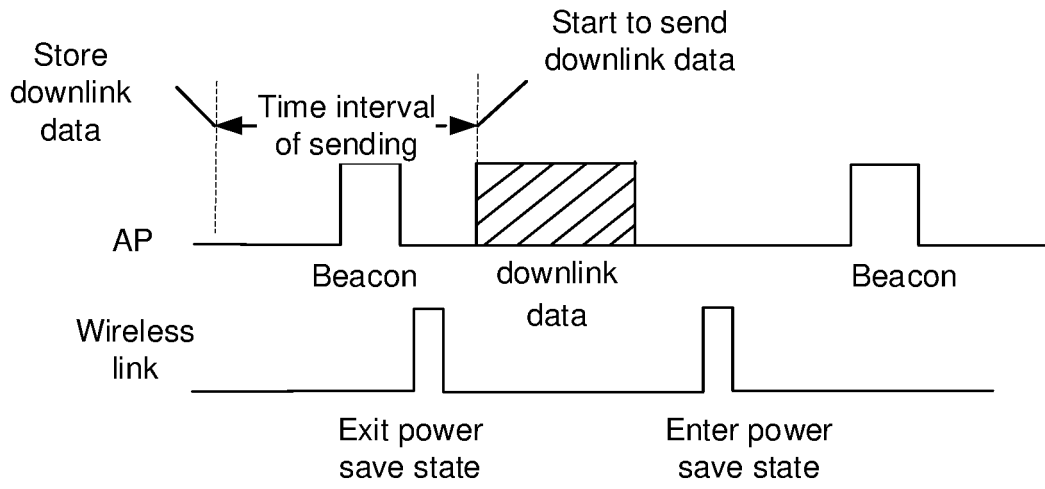 Store
downlink
data
Start to send
downlink data
Time interval
of sending
AP
Beacon
downlink
data
Beacon
Wireless
link
Exit power
save state
Enter power
save state